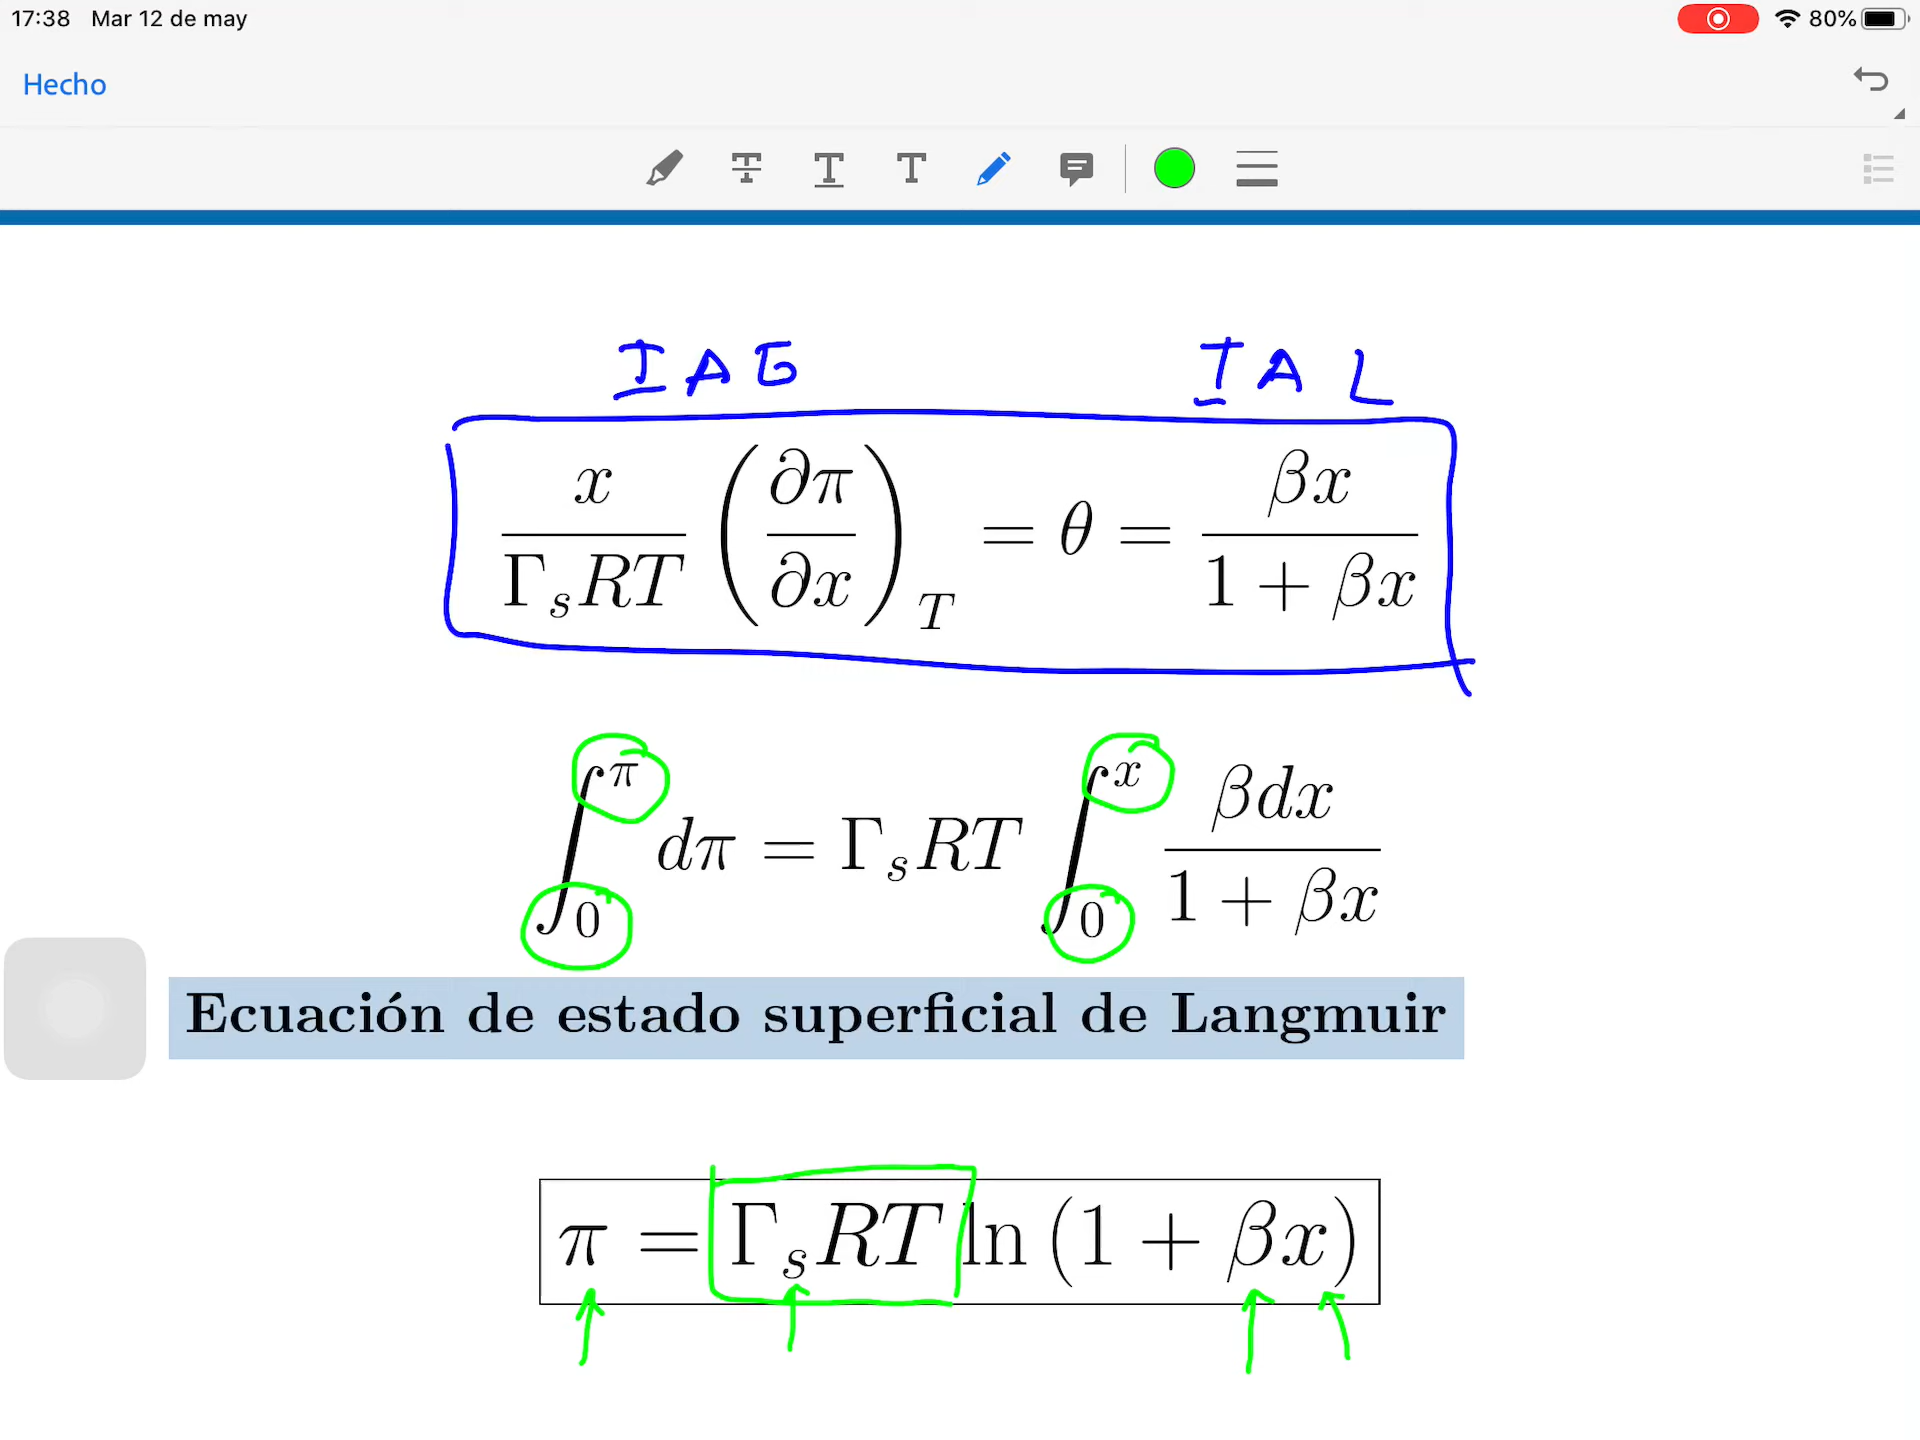 17:38 Mar 12 de may 80%
Hecho
T T T
IAG IAL
x/(Γ_s RT) (∂π/∂x)_T = θ = βx/(1 + βx)
∫_0^π dπ = Γ_s RT ∫_0^x βdx/(1 + βx)
Ecuación de estado superficial de Langmuir
π = Γ_s RT ln (1 + βx)